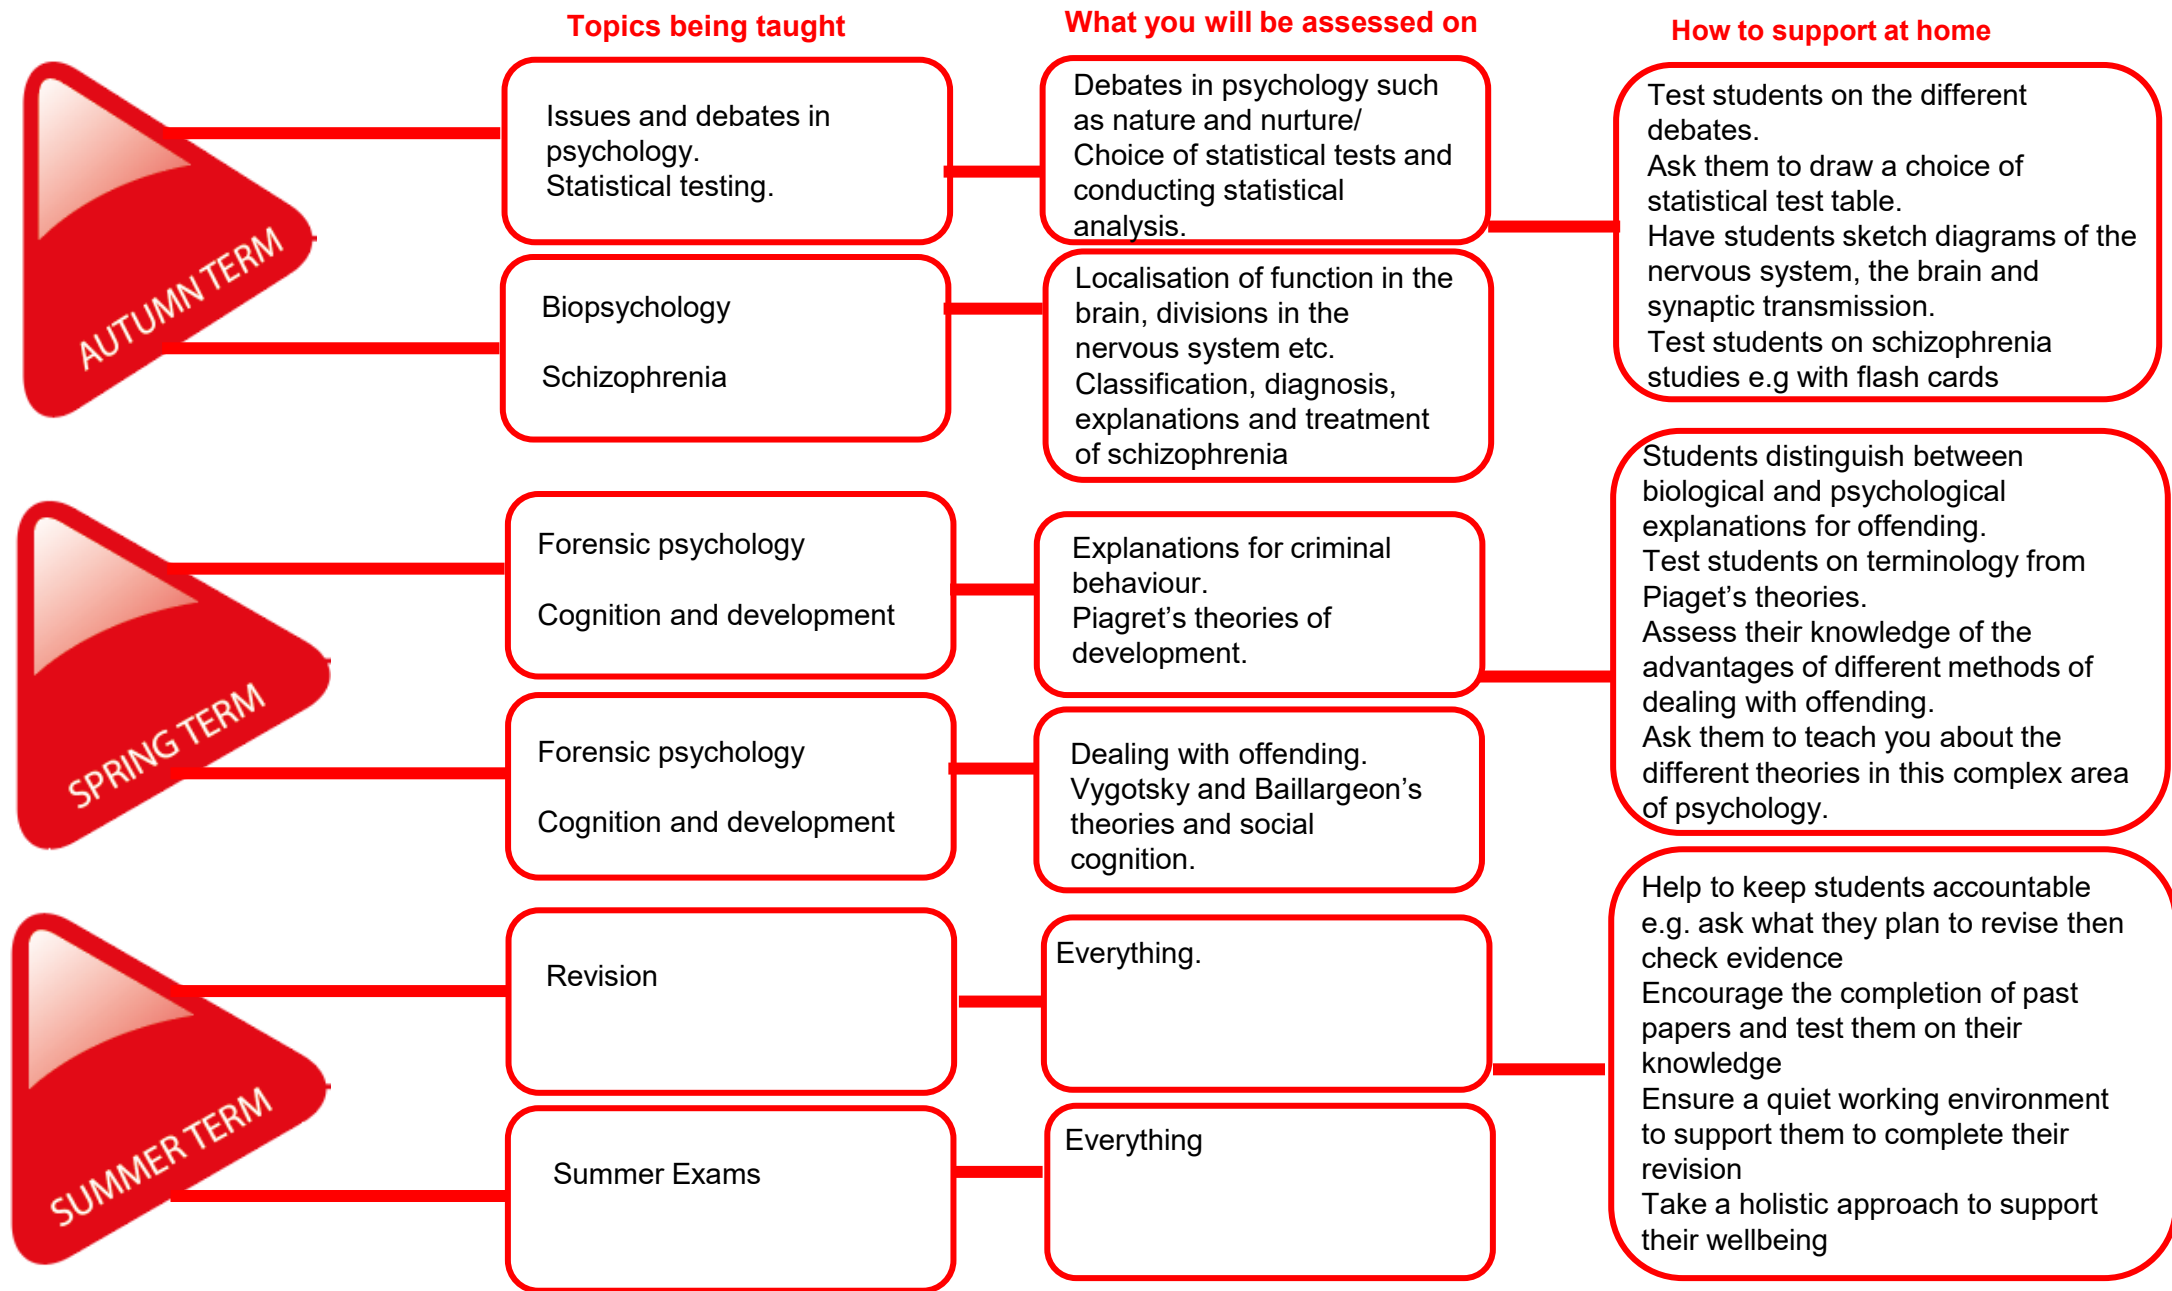 Topics being taught
What you will be assessed on
How to support at home
AUTUMN TERM
Issues and debates in
psychology.
Statistical testing.
Debates in psychology such
as nature and nurture/
Choice of statistical tests and
conducting statistical
analysis.
Biopsychology
Schizophrenia
Localisation of function in the
brain, divisions in the
nervous system etc.
Classification, diagnosis,
explanations and treatment
of schizophrenia
Test students on the different
debates.
Ask them to draw a choice of
statistical test table.
Have students sketch diagrams of the
nervous system, the brain and
synaptic transmission.
Test students on schizophrenia
studies e.g with flash cards
SPRING TERM
Forensic psychology
Cognition and development
Explanations for criminal
behaviour.
Piagret’s theories of
development.
Forensic psychology
Cognition and development
Dealing with offending.
Vygotsky and Baillargeon’s
theories and social
cognition.
Students distinguish between
biological and psychological
explanations for offending.
Test students on terminology from
Piaget’s theories.
Assess their knowledge of the
advantages of different methods of
dealing with offending.
Ask them to teach you about the
different theories in this complex area
of psychology.
SUMMER TERM
Revision
Everything.
Summer Exams
Everything
Help to keep students accountable
e.g. ask what they plan to revise then
check evidence
Encourage the completion of past
papers and test them on their
knowledge
Ensure a quiet working environment
to support them to complete their
revision
Take a holistic approach to support
their wellbeing